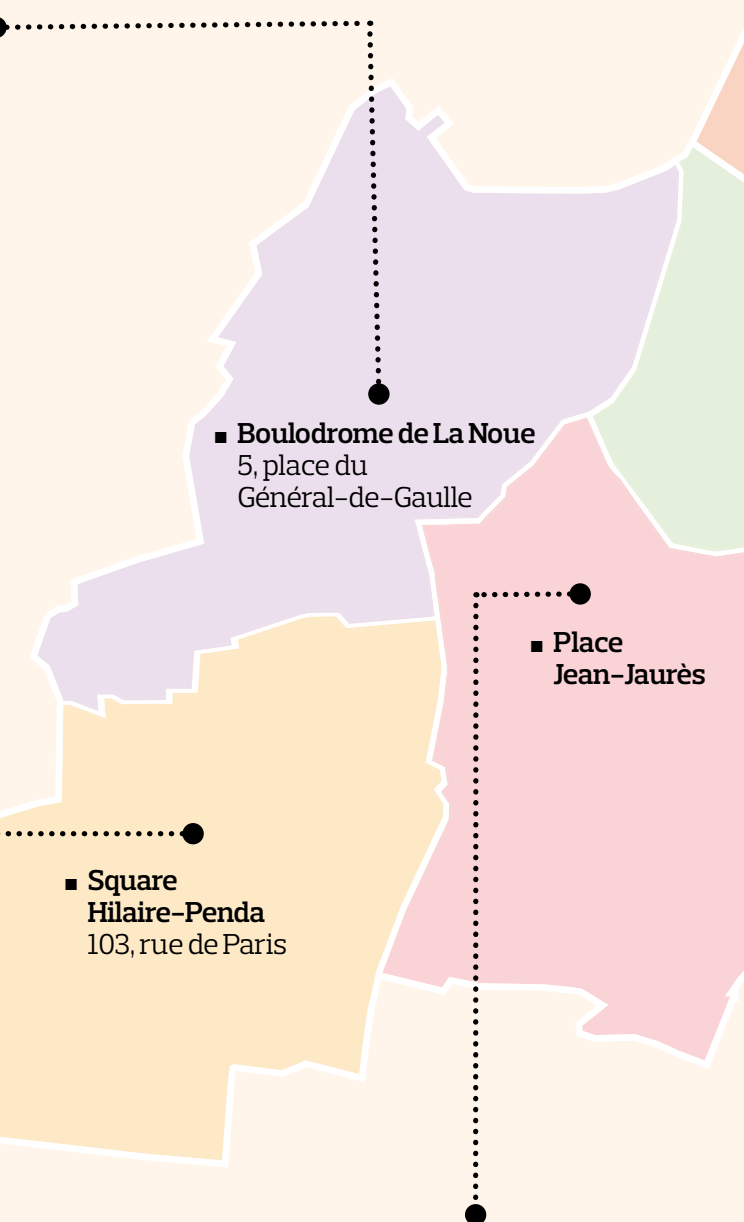 ■ Boulodrome de La Noue
5, place du
Général-de-Gaulle
■ Place
Jean-Jaurès
■ Square
Hilaire-Penda
103, rue de Paris